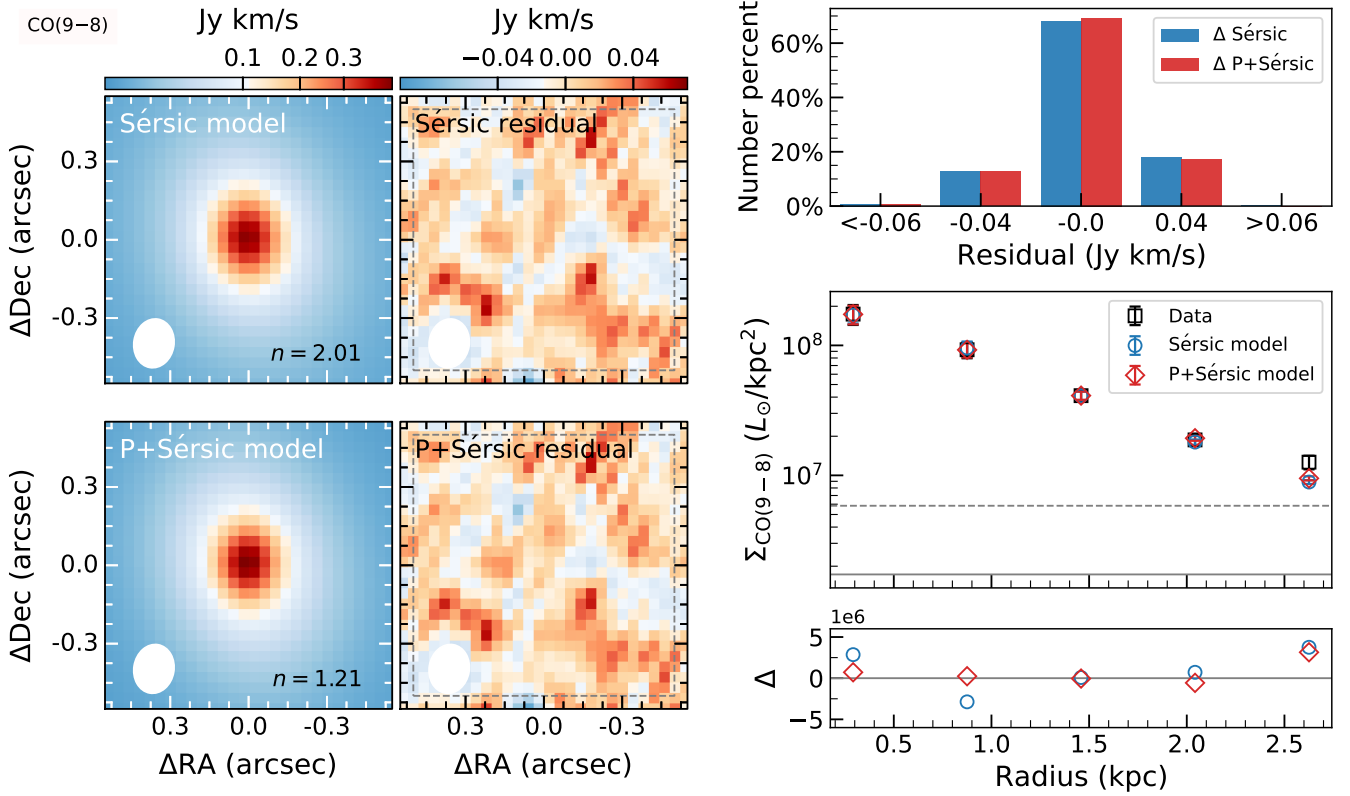 CO(9−8)
Jy km/s
Jy km/s
0.1 0.2 0.3
−0.04 0.00 0.04
Sérsic model
Sérsic residual
0.3
0.0
-0.3
ΔDec (arcsec)
n = 2.01
P+Sérsic model
P+Sérsic residual
0.3
0.0
-0.3
ΔDec (arcsec)
n = 1.21
0.3 0.0 -0.3
0.3 0.0 -0.3
ΔRA (arcsec)
ΔRA (arcsec)
Number percent
60%
40%
20%
0%
Δ Sérsic
Δ P+Sérsic
<-0.06 -0.04 -0.0 0.04 >0.06
Residual (Jy km/s)
Σ_CO(9−8) (L_⊙/kpc²)
10⁸
10⁷
Data
Sérsic model
P+Sérsic model
1e6
Δ
5
0
−5
0.5 1.0 1.5 2.0 2.5
Radius (kpc)